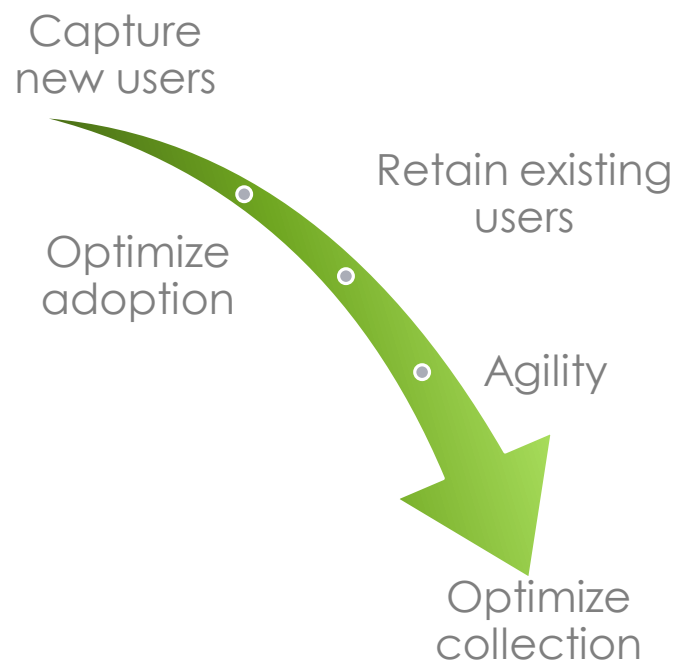 Capture
new users
Retain existing
users
Optimize
adoption
Agility
Optimize
collection